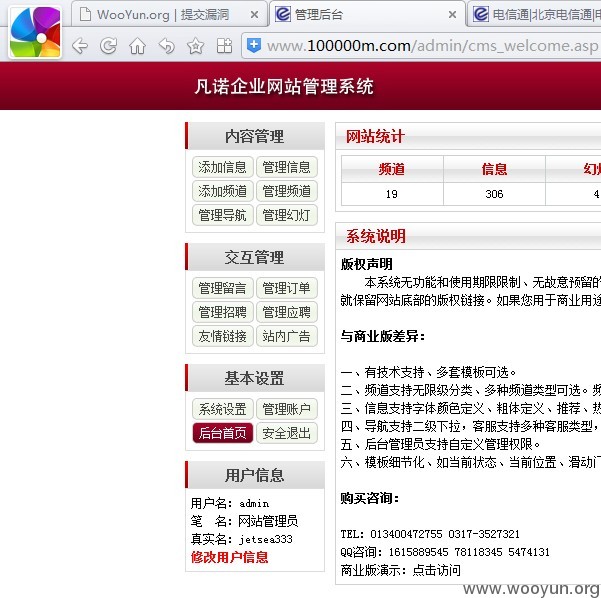 WooYun.org | 提交漏洞
管理后台
电信通|北京电信通|电
www.100000m.com/admin/cms_welcome.asp
凡诺企业网站管理系统
内容管理
添加信息 管理信息
添加频道 管理频道
管理导航 管理幻灯
交互管理
管理留言 管理订单
管理招聘 管理应聘
友情链接 站内广告
基本设置
系统设置 管理账户
后台首页 安全退出
用户信息
用户名：admin
笔 名：网站管理员
真实名：jetsea333
修改用户信息
网站统计
频道 信息 幻灯
19 306 4
系统说明
版权声明
本系统无功能和使用期限限制、无故意预留的
就保留网站底部的版权链接。如果您用于商业用途
与商业版差异：
一、有技术支持、多套模板可选。
二、频道支持无限级分类、多种频道类型可选。频
三、信息支持字体颜色定义、粗体定义、推荐、热
四、导航支持二级下拉，客服支持多种客服类型，
五、后台管理员支持自定义管理权限。
六、模板细节化、如当前状态、当前位置、滑动门
购买咨询：
TEL：013400472755 0317-3527321
QQ咨询：1615889545 78118345 5474131
商业版演示：点击访问
www.wooyun.org